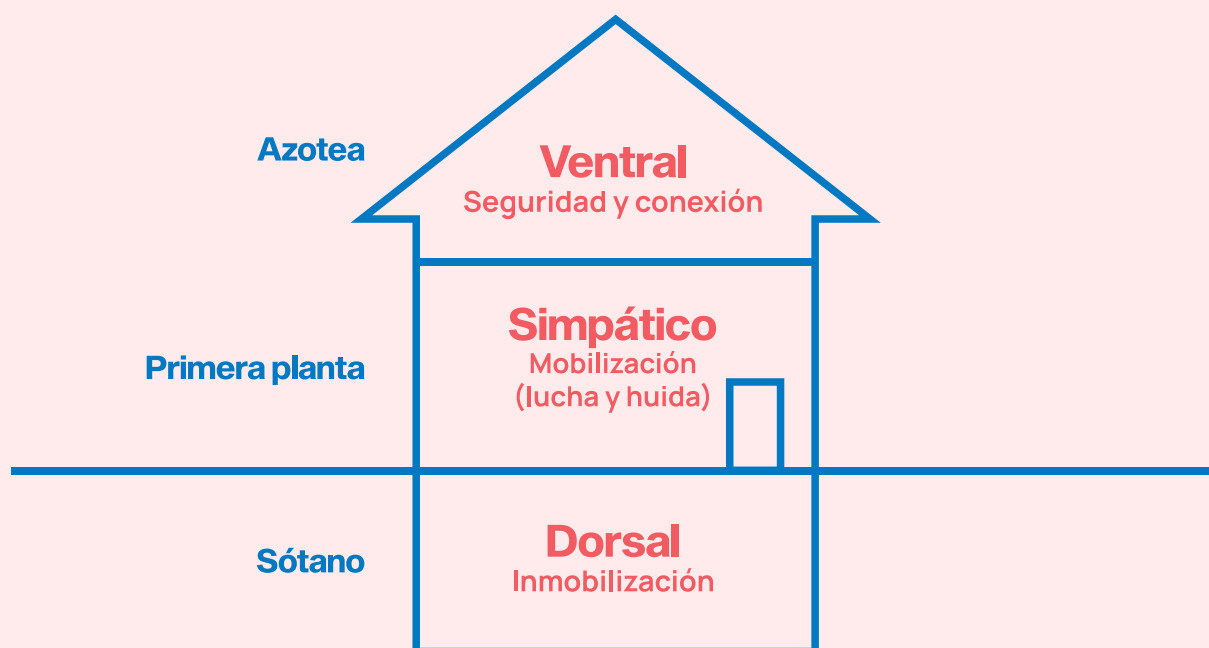 Azotea
Ventral
Seguridad y conexión
Primera planta
Simpático
Mobilización
(lucha y huida)
Sótano
Dorsal
Inmobilización